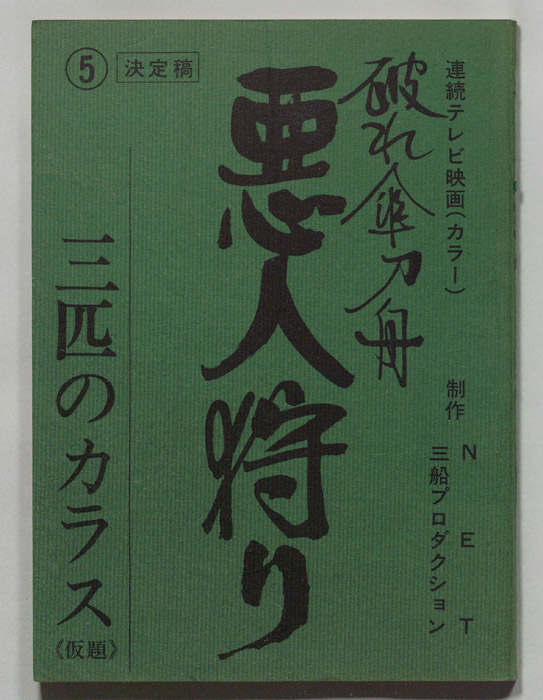 連続テレビ映画(カラー)
制作 NET
三船プロダクション
破れ傘刀舟
悪人狩り
⑤ 決定稿
三匹のカラス
《仮題》